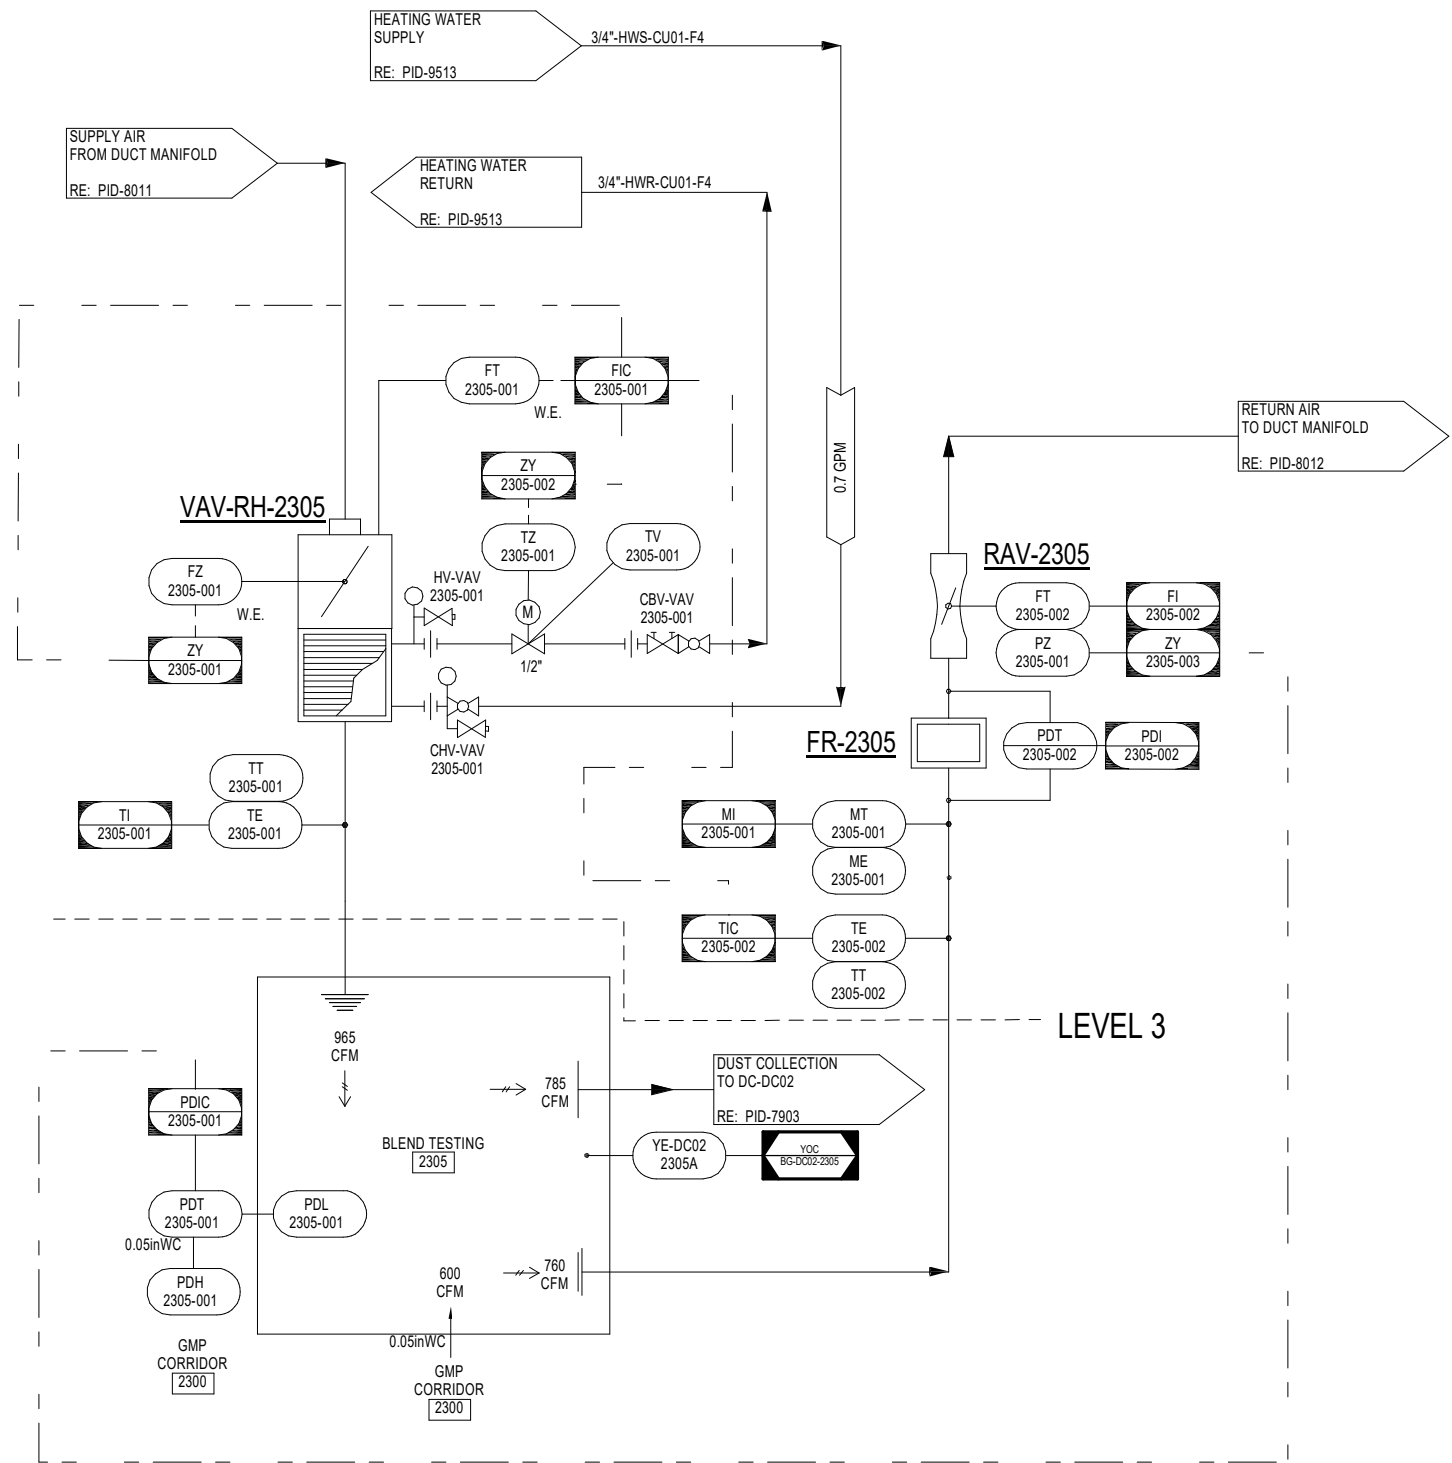 HEATING WATER
SUPPLY
RE: PID-9513
3/4"-HWS-CU01-F4
SUPPLY AIR
FROM DUCT MANIFOLD
RE: PID-8011
HEATING WATER
RETURN
RE: PID-9513
3/4"-HWR-CU01-F4
FT
2305-001
W.E.
FIC
2305-001
RETURN AIR
TO DUCT MANIFOLD
RE: PID-8012
0.7 GPM
ZY
2305-002
VAV-RH-2305
TZ
2305-001
TV
2305-001
RAV-2305
FZ
2305-001
W.E.
HV-VAV
2305-001
M
CBV-VAV
2305-001
FT
2305-002
FI
2305-002
ZY
2305-001
1/2"
PZ
2305-001
ZY
2305-003
CHV-VAV
2305-001
FR-2305
PDT
2305-002
PDI
2305-002
TT
2305-001
TI
2305-001
TE
2305-001
MI
2305-001
MT
2305-001
ME
2305-001
TIC
2305-002
TE
2305-002
TT
2305-002
LEVEL 3
965
CFM
785
CFM
DUST COLLECTION
TO DC-DC02
RE: PID-7903
PDIC
2305-001
BLEND TESTING
2305
YE-DC02
2305A
YOC
BG-DC02-2305
PDT
2305-001
0.05inWC
PDL
2305-001
PDH
2305-001
600
CFM
760
CFM
0.05inWC
GMP
CORRIDOR
2300
GMP
CORRIDOR
2300